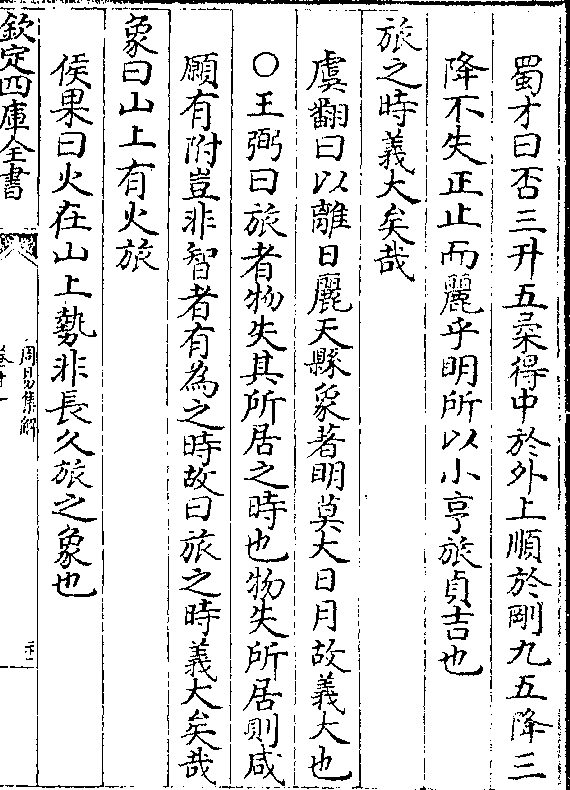 蜀才曰否三升五柔得中於外上順於剛九五降三
降不失正止而麗乎明所以小亨旅貞吉也
旅之時義大矣哉
虞翻曰以離日麗天縣象著明莫大日月故義大也
○王弼曰旅者物失其所居之時也物失所居則咸
願有附豈非智者有為之時故曰旅之時義大矣哉
象曰山上有火旅
侯果曰火在山上勢非長久旅之象也
欽定四庫全書
周易集解